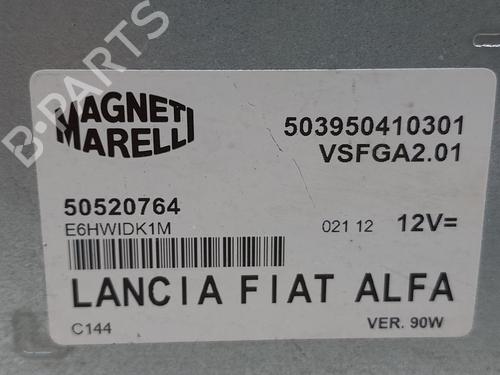 B-PARTS
MAGNETI
MARELLI
503950410301
VSFGA2.01
50520764
E6HWIDK1M
021 12 12V=
LANCIA FIAT ALFA
C144
VER. 90W